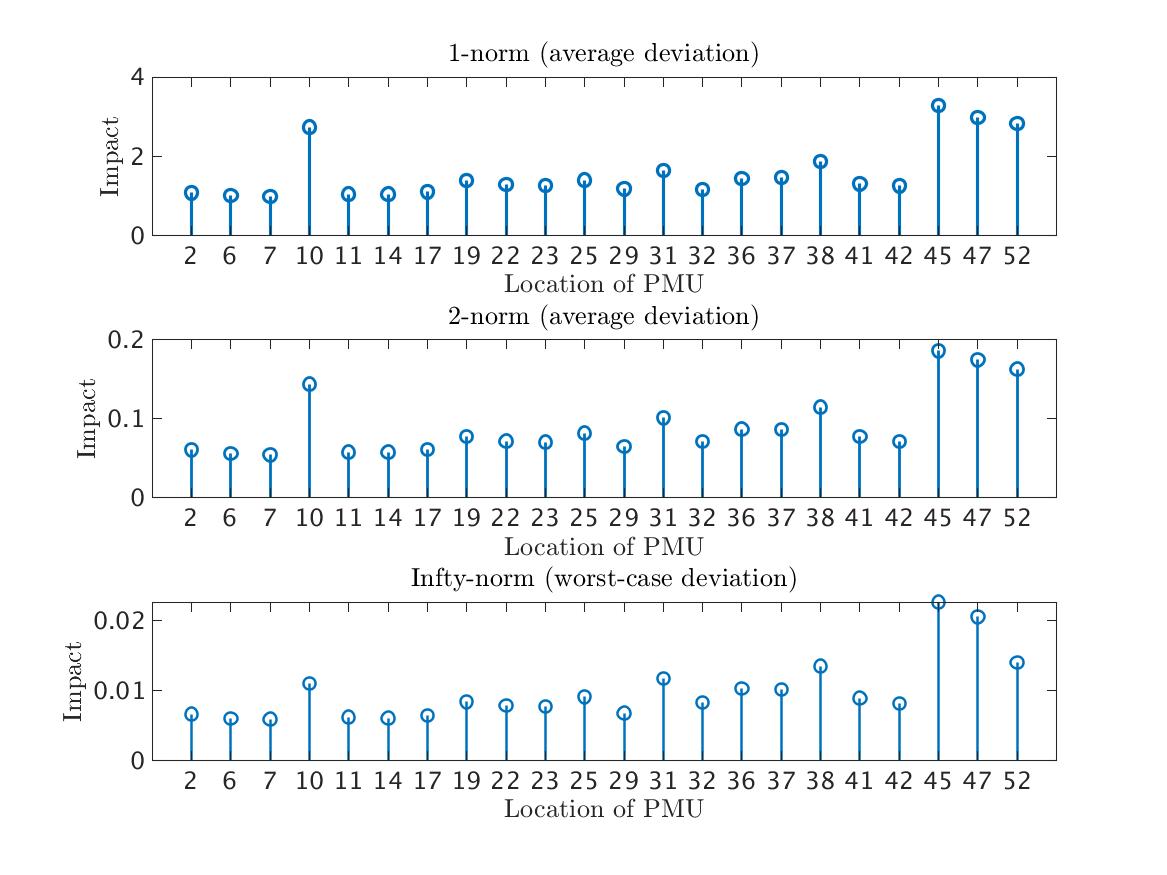 1-norm (average deviation)
4
2
0
Impact
2 6 7 10 11 14 17 19 22 23 25 29 31 32 36 37 38 41 42 45 47 52
Location of PMU
2-norm (average deviation)
0.2
0.1
0
Impact
2 6 7 10 11 14 17 19 22 23 25 29 31 32 36 37 38 41 42 45 47 52
Location of PMU
Infty-norm (worst-case deviation)
0.02
0.01
0
Impact
2 6 7 10 11 14 17 19 22 23 25 29 31 32 36 37 38 41 42 45 47 52
Location of PMU